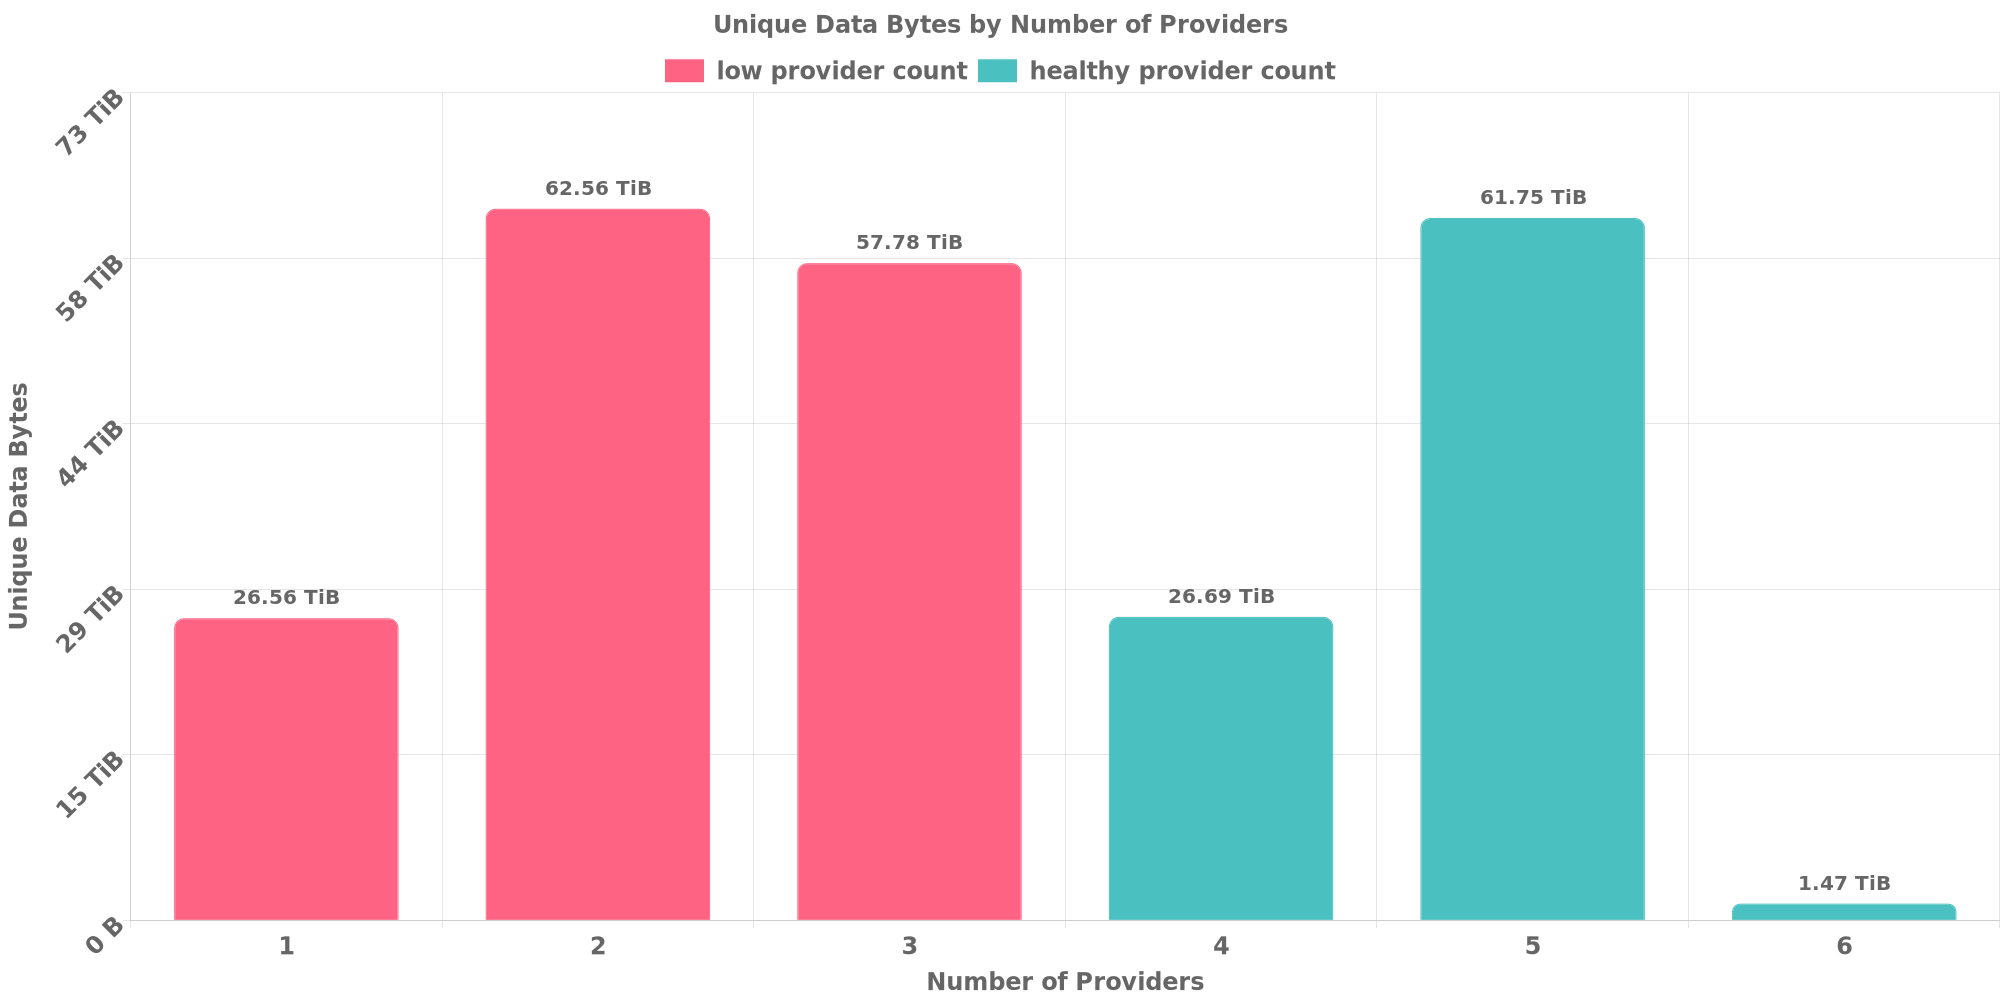 Unique Data Bytes by Number of Providers
low provider count
healthy provider count
Unique Data Bytes
73 TiB
58 TiB
44 TiB
29 TiB
15 TiB
0 B
26.56 TiB
62.56 TiB
57.78 TiB
26.69 TiB
61.75 TiB
1.47 TiB
1
2
3
4
5
6
Number of Providers